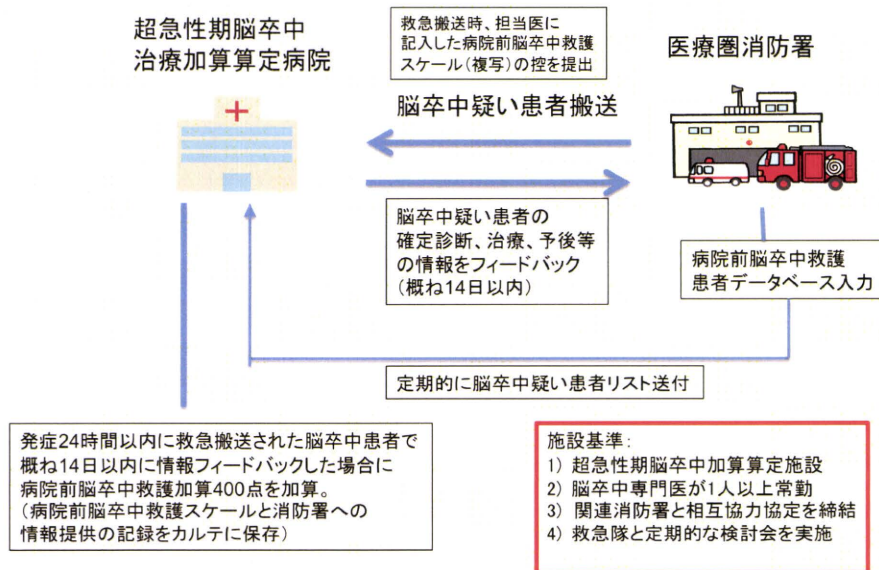 超急性期脳卒中
治療加算算定病院
救急搬送時、担当医に
記入した病院前脳卒中救護
スケール(複写)の控を提出
医療圏消防署
脳卒中疑い患者搬送
脳卒中疑い患者の
確定診断、治療、予後等
の情報をフィードバック
(概ね14日以内)
病院前脳卒中救護
患者データベース入力
定期的に脳卒中疑い患者リスト送付
発症24時間以内に救急搬送された脳卒中患者で
概ね14日以内に情報フィードバックした場合に
病院前脳卒中救護加算400点を加算。
(病院前脳卒中救護スケールと消防署への
情報提供の記録をカルテに保存)
施設基準:
1) 超急性期脳卒中加算算定施設
2) 脳卒中専門医が1人以上常勤
3) 関連消防署と相互協力協定を締結
4) 救急隊と定期的な検討会を実施